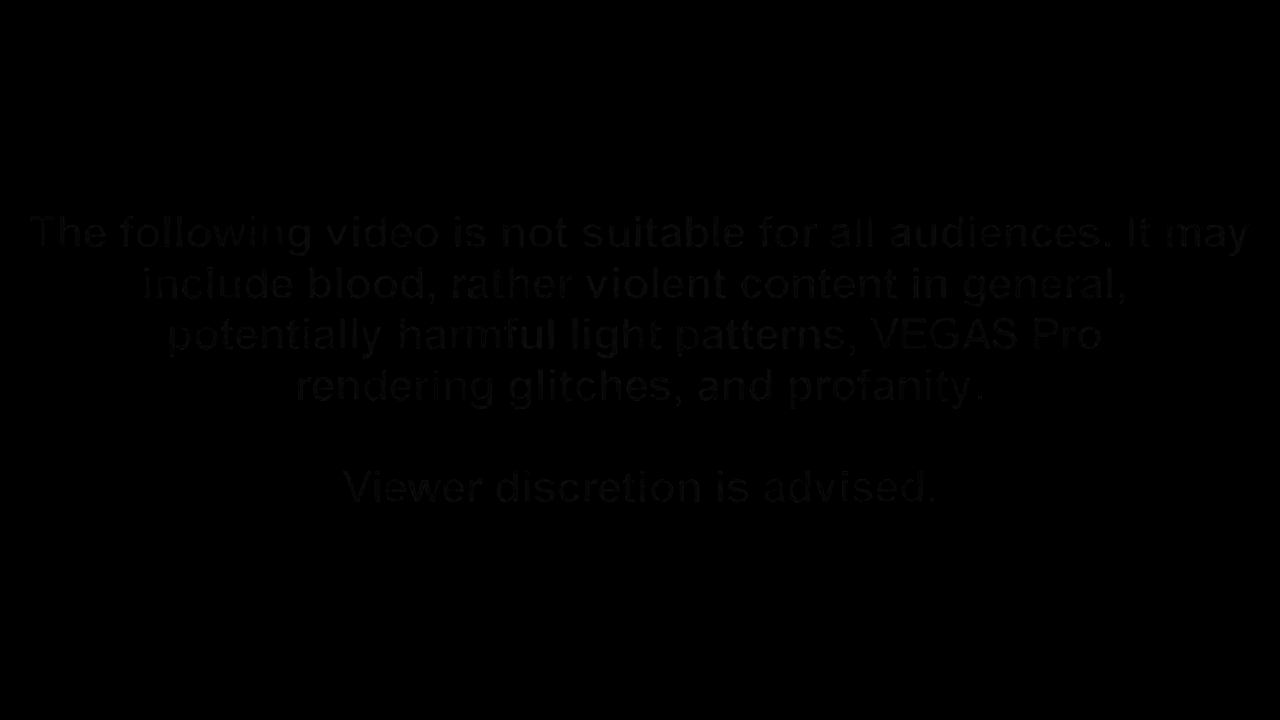 The following video is not suitable for all audiences. It may
include blood, rather violent content in general,
potentially harmful light patterns, VEGAS Pro
rendering glitches, and profanity.
Viewer discretion is advised.